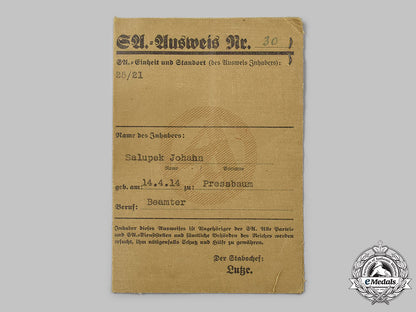 SA.-Ausweis Nr. 30
SA.-Einheit und Standort (des Ausweis Inhabers):
28/21
Name des Inhabers:
Salupek Johann
Name Vorname
geb. am: 14.4.14 zu: Pressbaum
Beruf: Beamter
Inhaber dieses Ausweises ist Angehöriger der SA. Alle Partei-
und SA.-Dienststellen und sämtliche Behörden des Reiches werden
ersucht, ihm nötigenfalls Schutz und Hilfe zu gewähren.
Der Stabschef:
Lutze.
eMedals